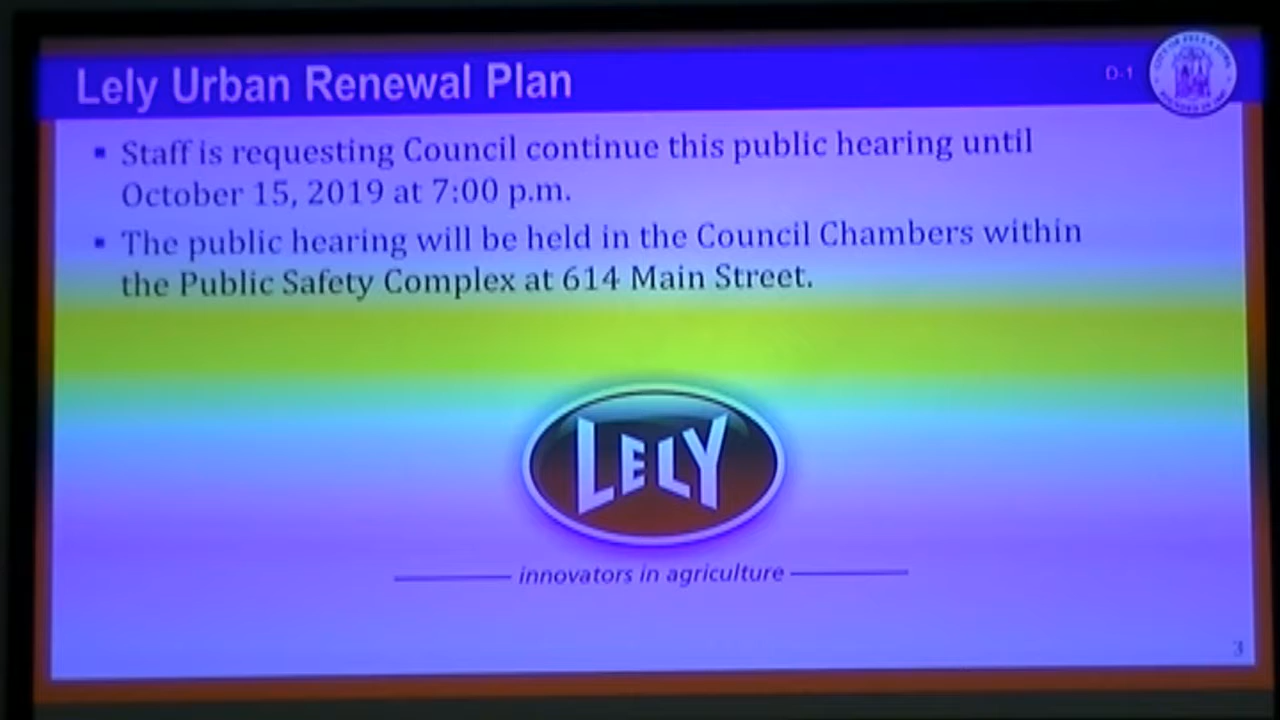 Lely Urban Renewal Plan
D-1
Staff is requesting Council continue this public hearing until
October 15, 2019 at 7:00 p.m.
The public hearing will be held in the Council Chambers within
the Public Safety Complex at 614 Main Street.
LELY
innovators in agriculture
3